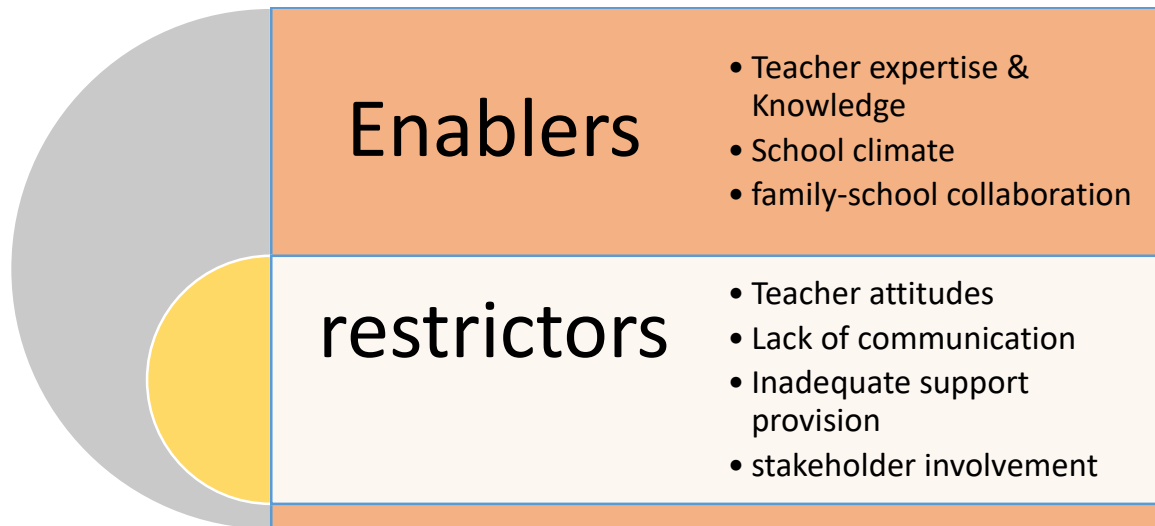 Enablers
• Teacher expertise &
Knowledge
• School climate
• family-school collaboration
restrictors
• Teacher attitudes
• Lack of communication
• Inadequate support
provision
• stakeholder involvement